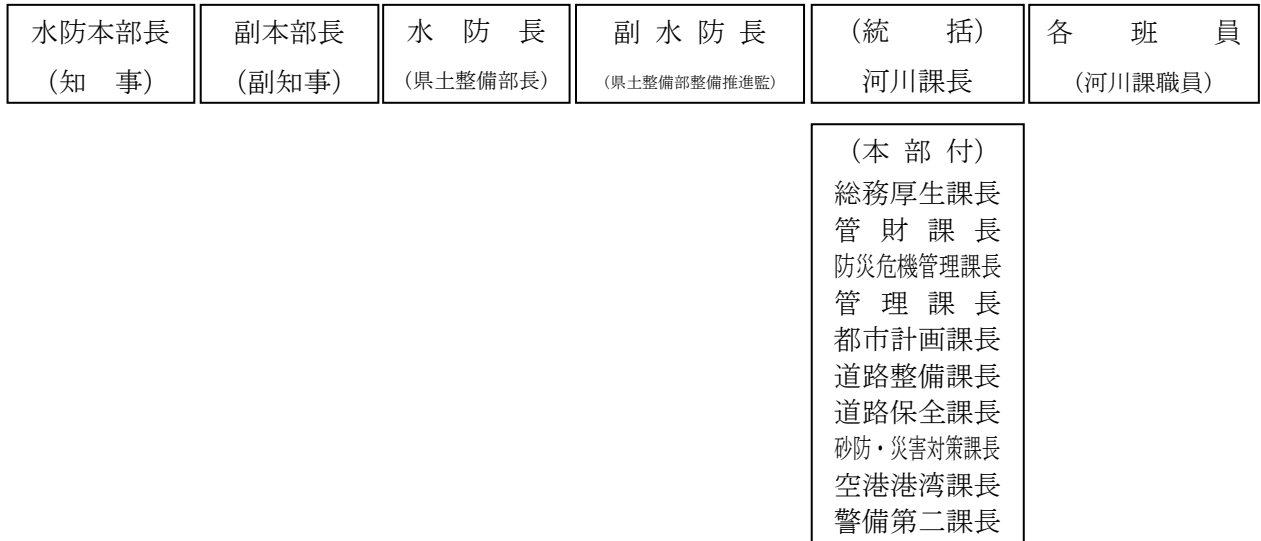 水防本部長
(知　事)
副本部長
(副知事)
水　防　長
(県土整備部長)
副 水 防 長
(県土整備部整備推進監)
(統　　括)
河川課長
各　　班　　員
(河川課職員)
(本 部 付)
総務厚生課長
管 財 課 長
防災危機管理課長
管 理 課 長
都市計画課長
道路整備課長
道路保全課長
砂防・災害対策課長
空港港湾課長
警備第二課長